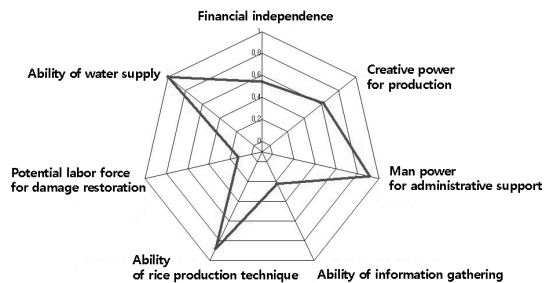 Financial independence
1
0,8
0,6
0,4
0,2
0
Creative power
for production
Ability of water supply
Man power
for administrative support
Potential labor force
for damage restoration
Ability
of rice production technique
Ability of information gathering